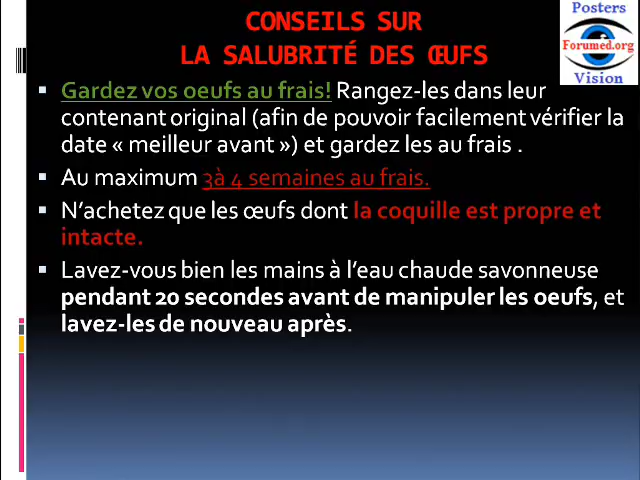 CONSEILS SUR
LA SALUBRITÉ DES ŒUFS
Posters
Forumed.org
Vision
Gardez vos oeufs au frais! Rangez-les dans leur
contenant original (afin de pouvoir facilement vérifier la
date « meilleur avant ») et gardez les au frais .
Au maximum 3à 4 semaines au frais.
N’achetez que les œufs dont la coquille est propre et
intacte.
Lavez-vous bien les mains à l’eau chaude savonneuse
pendant 20 secondes avant de manipuler les oeufs, et
lavez-les de nouveau après.